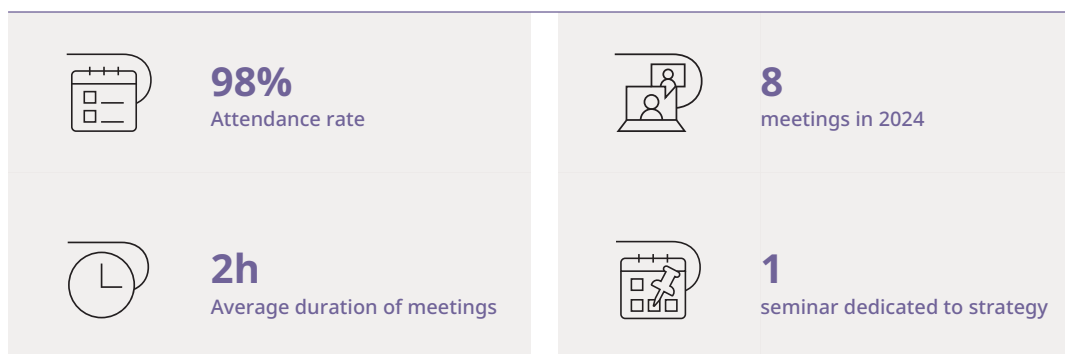 98%
Attendance rate
8
meetings in 2024
2h
Average duration of meetings
1
seminar dedicated to strategy